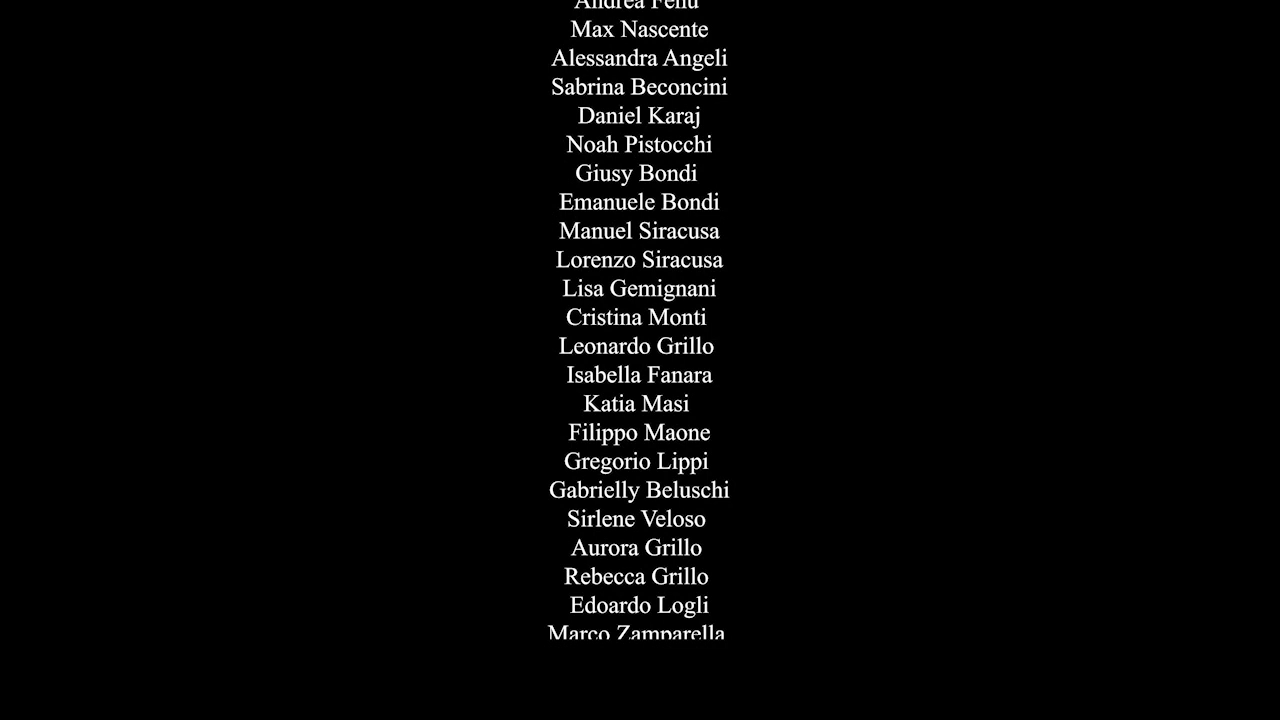 Andrea Fenu
Max Nascente
Alessandra Angeli
Sabrina Beconcini
Daniel Karaj
Noah Pistocchi
Giusy Bondi
Emanuele Bondi
Manuel Siracusa
Lorenzo Siracusa
Lisa Gemignani
Cristina Monti
Leonardo Grillo
Isabella Fanara
Katia Masi
Filippo Maone
Gregorio Lippi
Gabrielly Beluschi
Sirlene Veloso
Aurora Grillo
Rebecca Grillo
Edoardo Logli
Marco Zamparella